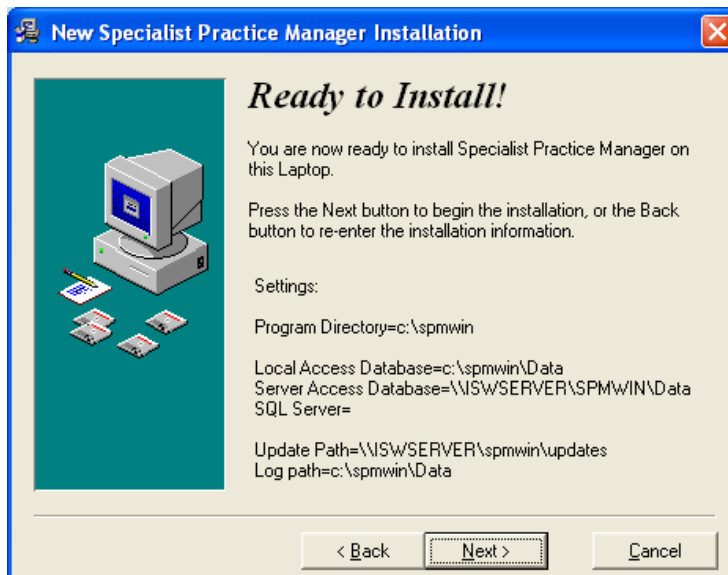 New Specialist Practice Manager Installation
Ready to Install!
You are now ready to install Specialist Practice Manager on
this Laptop.
Press the Next button to begin the installation, or the Back
button to re-enter the installation information.
Settings:
Program Directory=c:\spmwin
Local Access Database=c:\spmwin\Data
Server Access Database=\\ISWSERVER\SPMWIN\Data
SQL Server=
Update Path=\\ISWSERVER\spmwin\updates
Log path=c:\spmwin\Data
< Back Next > Cancel